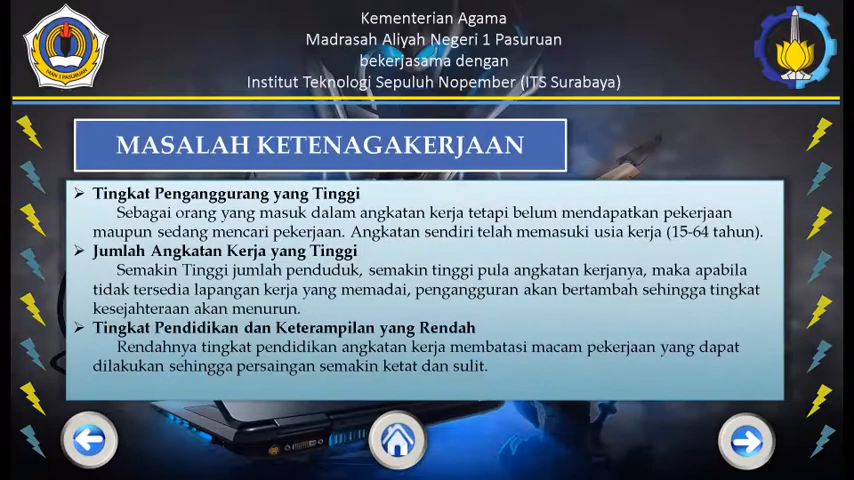 Kementerian Agama
Madrasah Aliyah Negeri 1 Pasuruan
bekerjasama dengan
Institut Teknologi Sepuluh Nopember (ITS Surabaya)
MAN 1 PASURUAN
MASALAH KETENAGAKERJAAN
➢ Tingkat Penganggurang yang Tinggi
Sebagai orang yang masuk dalam angkatan kerja tetapi belum mendapatkan pekerjaan
maupun sedang mencari pekerjaan. Angkatan sendiri telah memasuki usia kerja (15-64 tahun).
➢ Jumlah Angkatan Kerja yang Tinggi
Semakin Tinggi jumlah penduduk, semakin tinggi pula angkatan kerjanya, maka apabila
tidak tersedia lapangan kerja yang memadai, pengangguran akan bertambah sehingga tingkat
kesejahteraan akan menurun.
➢ Tingkat Pendidikan dan Keterampilan yang Rendah
Rendahnya tingkat pendidikan angkatan kerja membatasi macam pekerjaan yang dapat
dilakukan sehingga persaingan semakin ketat dan sulit.